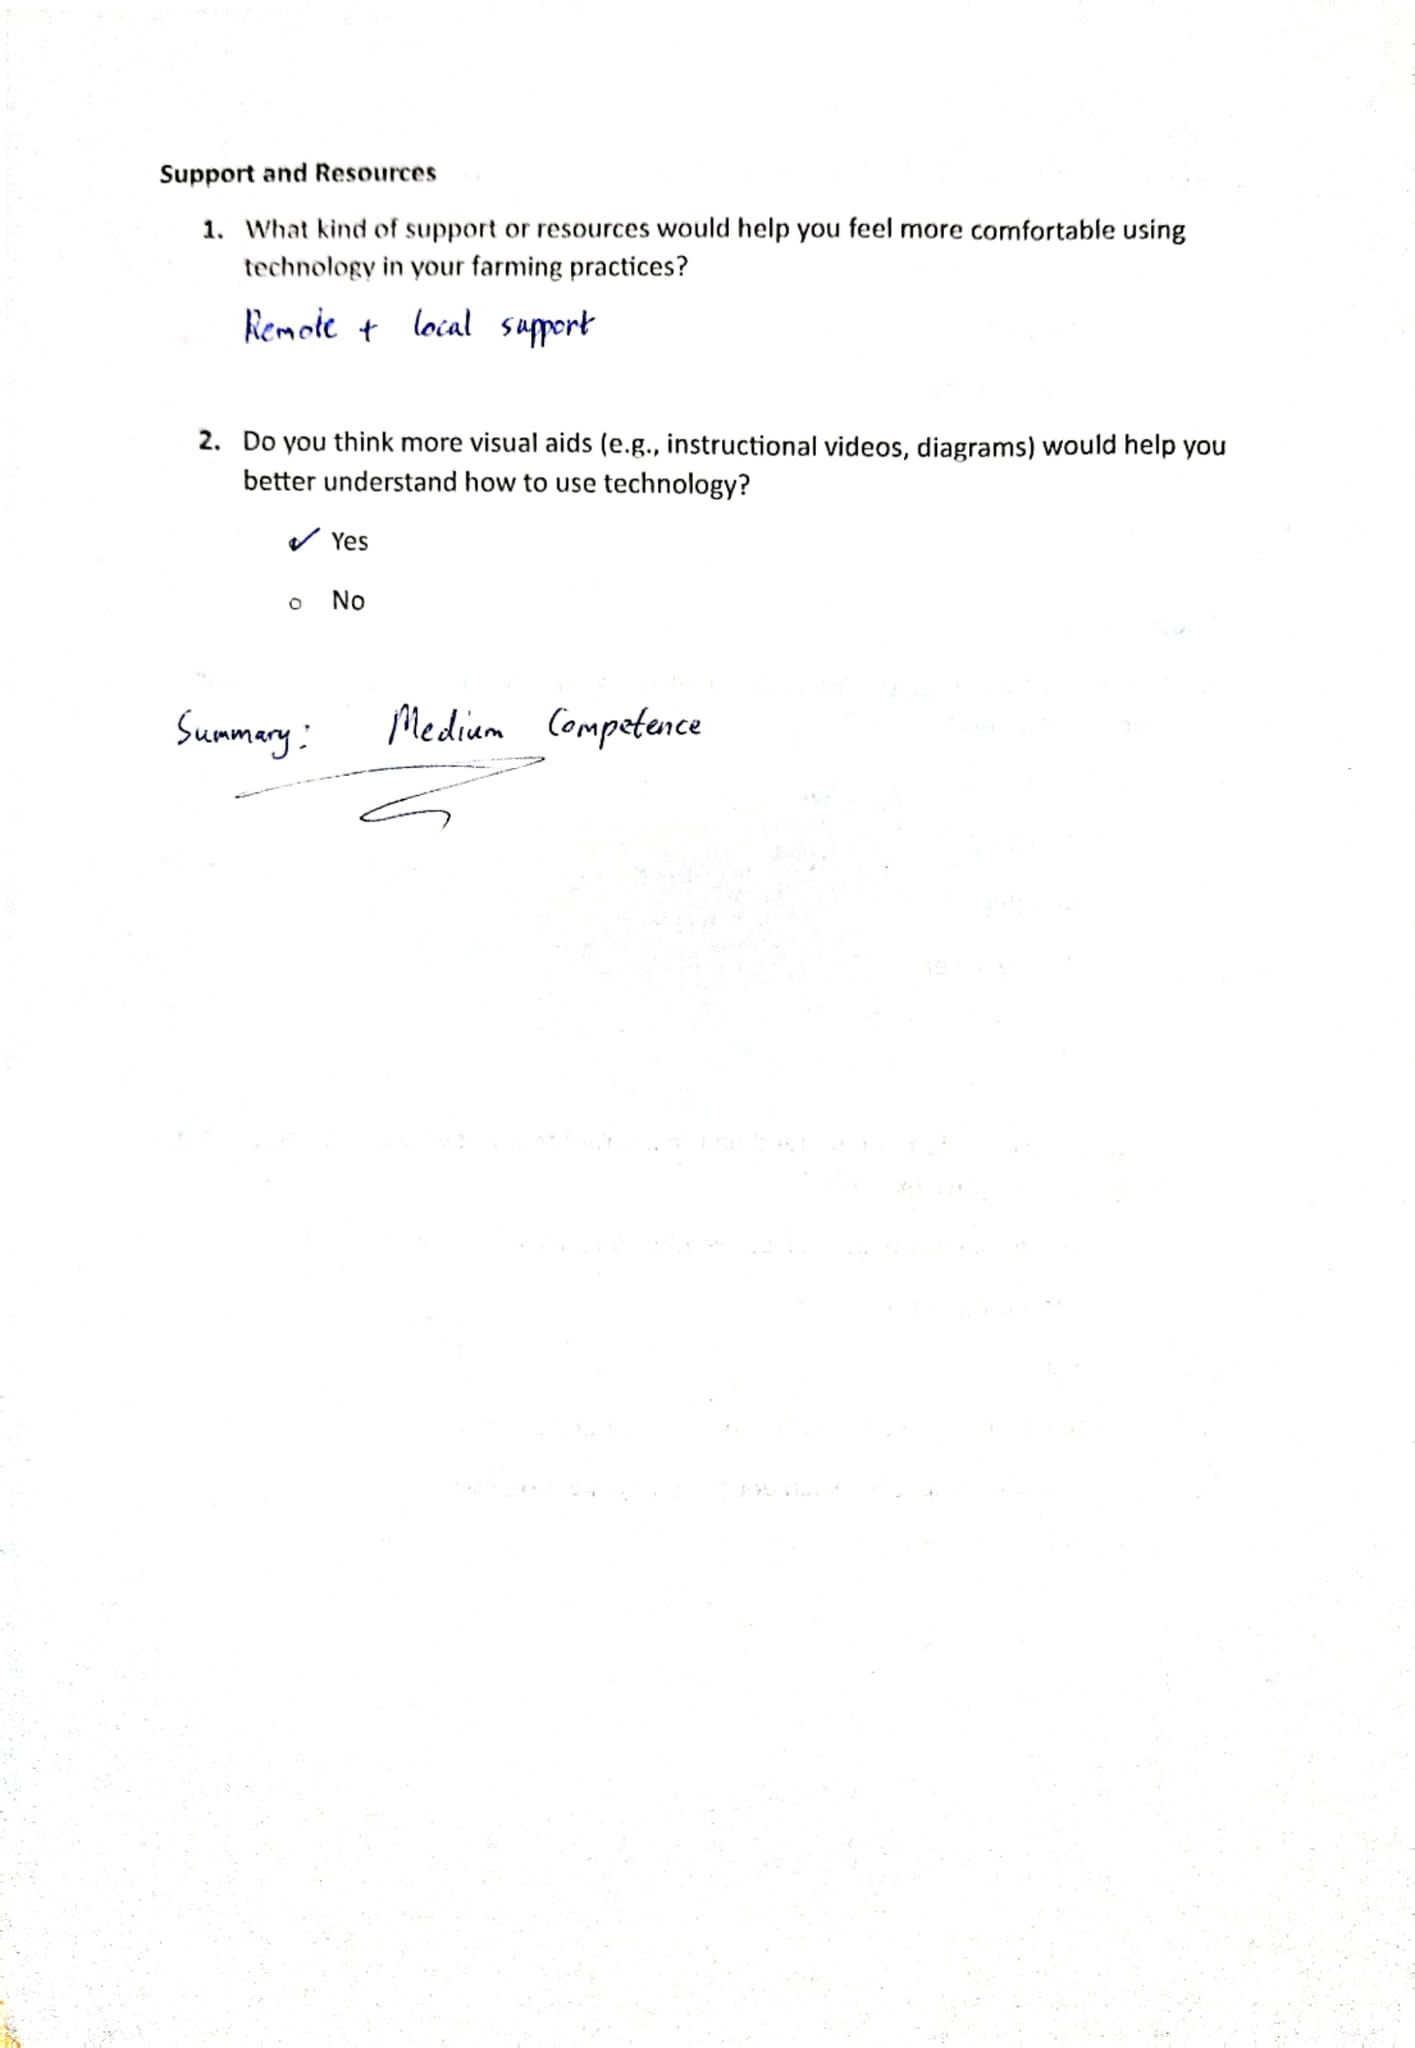 Support and Resources
1. What kind of support or resources would help you feel more comfortable using
technology in your farming practices?
Remote + local support
2. Do you think more visual aids (e.g., instructional videos, diagrams) would help you
better understand how to use technology?
✓ Yes
o No
Summary: Medium Competence